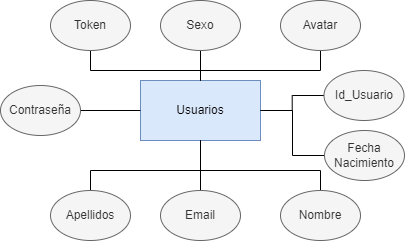 Token
Sexo
Avatar
Contraseña
Usuarios
Id_Usuario
Fecha
Nacimiento
Apellidos
Email
Nombre